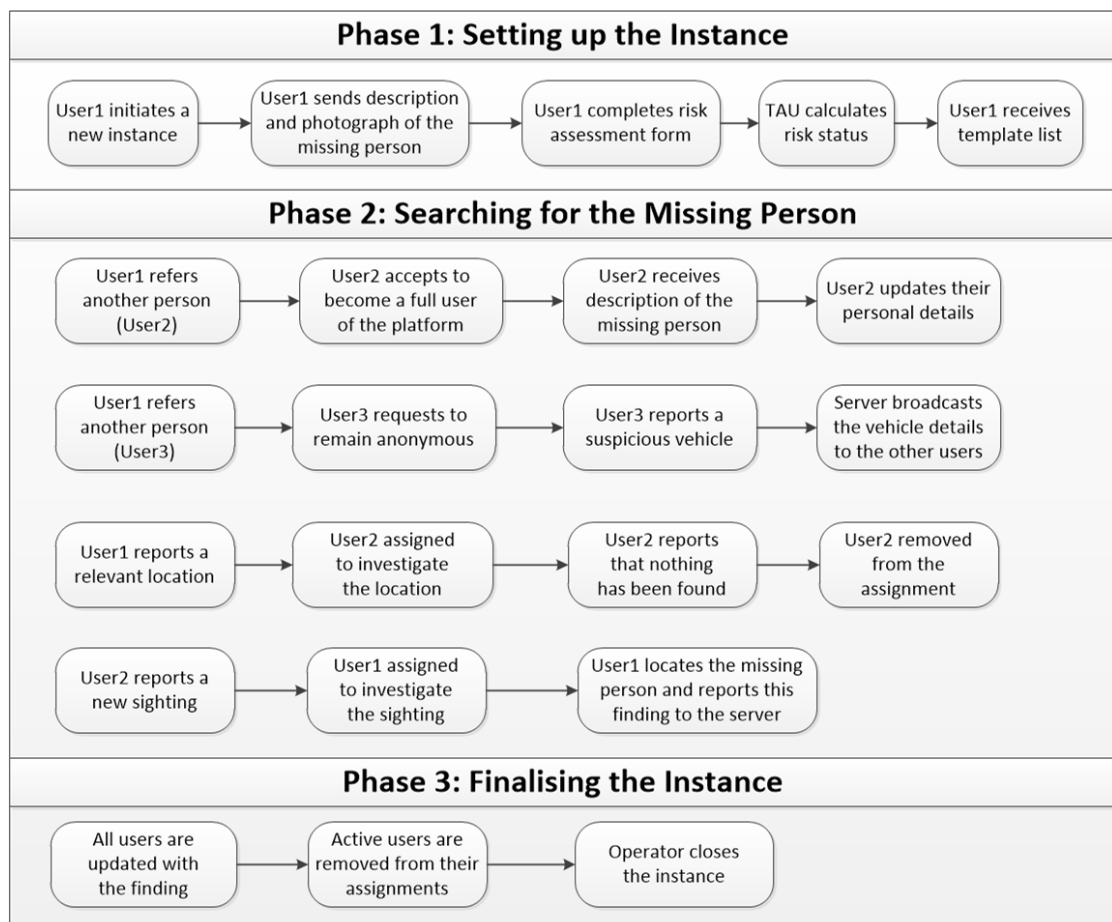 Phase 1: Setting up the Instance
User1 initiates a
new instance
User1 sends description
and photograph of the
missing person
User1 completes risk
assessment form
TAU calculates
risk status
User1 receives
template list
Phase 2: Searching for the Missing Person
User1 refers
another person
(User2)
User2 accepts to
become a full user
of the platform
User2 receives
description of the
missing person
User2 updates their
personal details
User1 refers
another person
(User3)
User3 requests to
remain anonymous
User3 reports a
suspicious vehicle
Server broadcasts
the vehicle details
to the other users
User1 reports a
relevant location
User2 assigned
to investigate
the location
User2 reports
that nothing
has been found
User2 removed
from the
assignment
User2 reports a
new sighting
User1 assigned
to investigate
the sighting
User1 locates the missing
person and reports this
finding to the server
Phase 3: Finalising the Instance
All users are
updated with
the finding
Active users are
removed from their
assignments
Operator closes
the instance